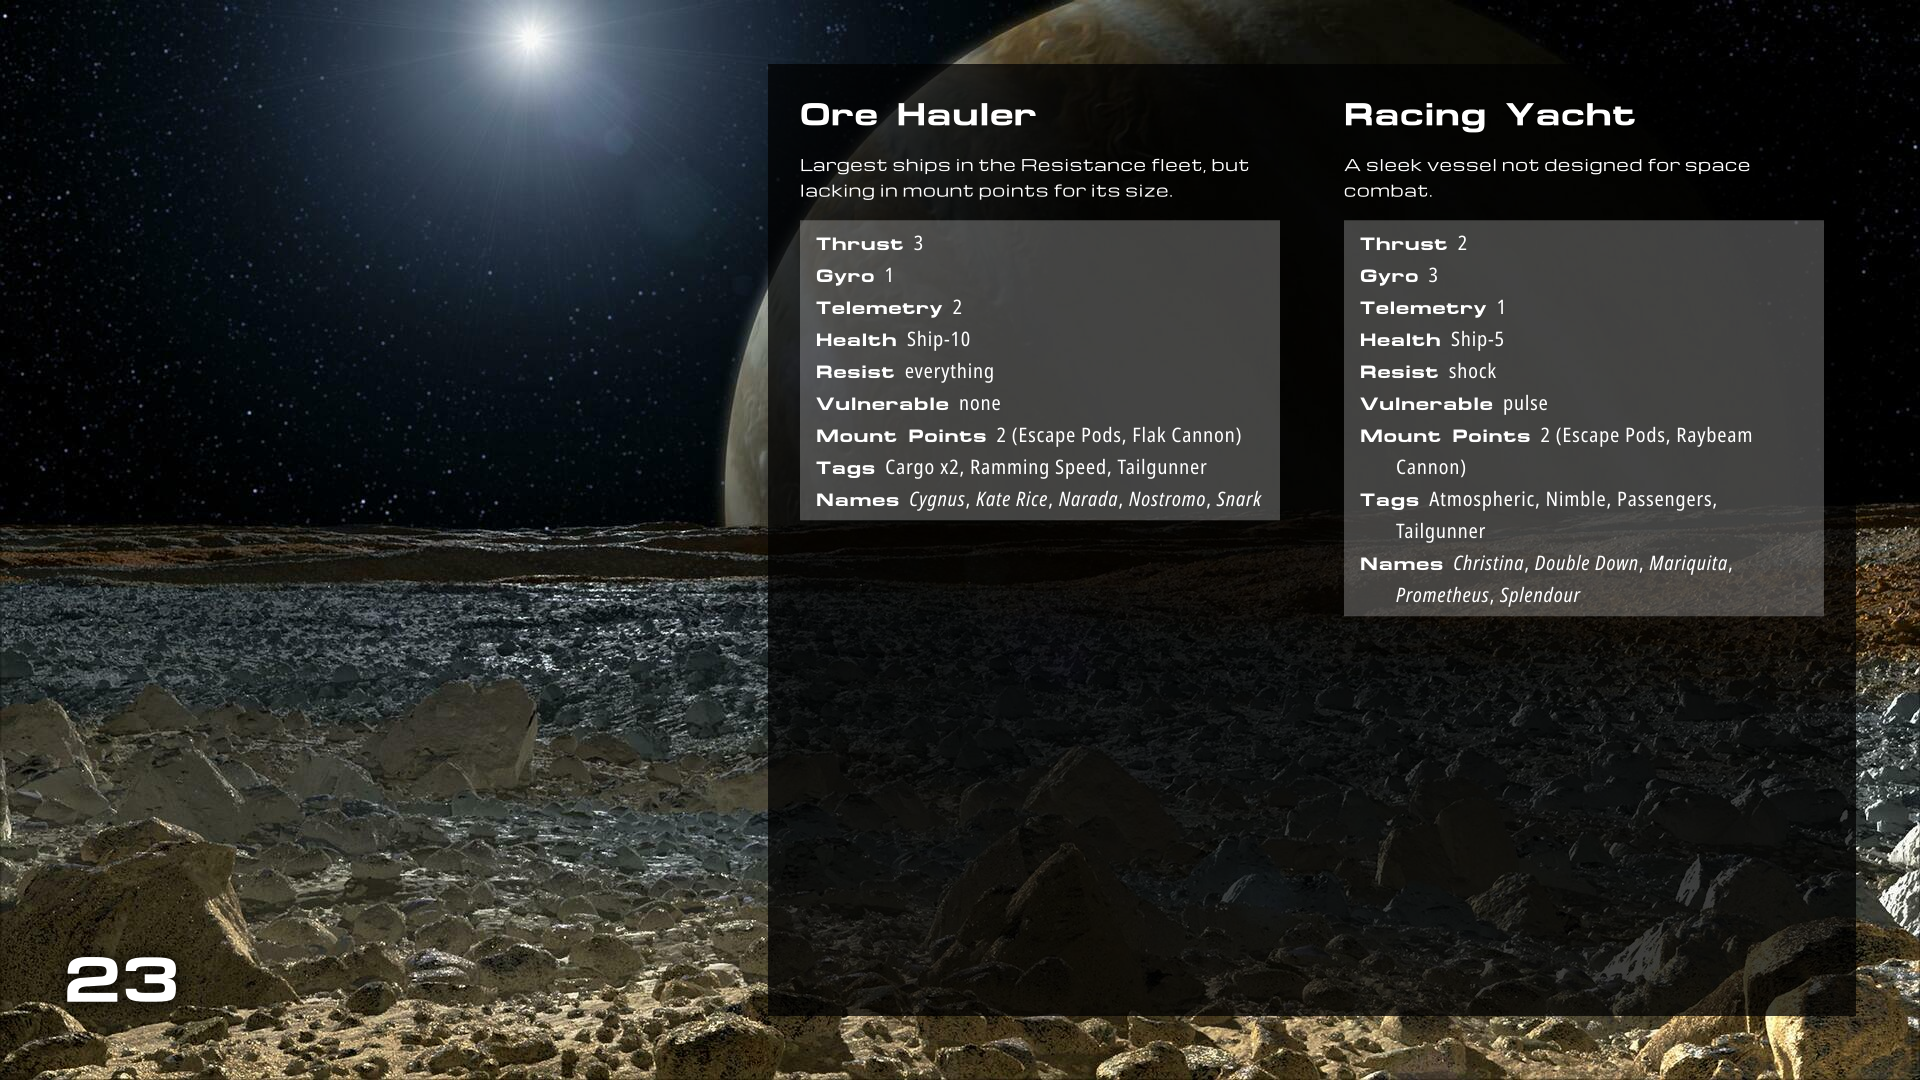 Ore Hauler
Largest ships in the Resistance fleet, but
lacking in mount points for its size.
Thrust 3
Gyro 1
Telemetry 2
Health Ship-10
Resist everything
Vulnerable none
Mount Points 2 (Escape Pods, Flak Cannon)
Tags Cargo x2, Ramming Speed, Tailgunner
Names Cygnus, Kate Rice, Narada, Nostromo, Snark
Racing Yacht
A sleek vessel not designed for space
combat.
Thrust 2
Gyro 3
Telemetry 1
Health Ship-5
Resist shock
Vulnerable pulse
Mount Points 2 (Escape Pods, Raybeam
Cannon)
Tags Atmospheric, Nimble, Passengers,
Tailgunner
Names Christina, Double Down, Mariquita,
Prometheus, Splendour
23